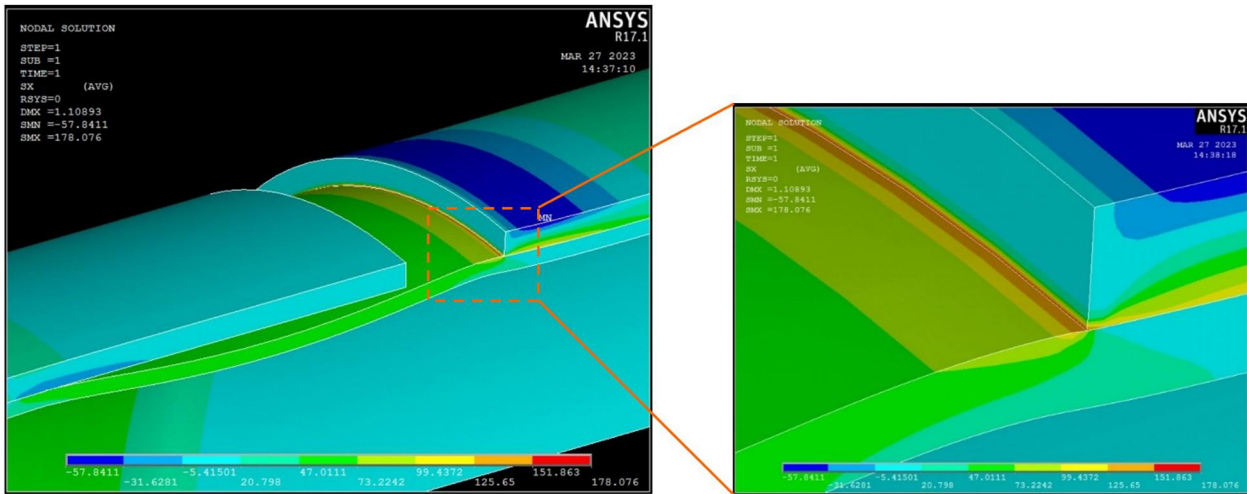 NODAL SOLUTION
STEP=1
SUB =1
TIME=1
SX (AVG)
RSYS=0
DMX =1.10893
SMN =-57.8411
SMX =178.076
ANSYS
R17.1
MAR 27 2023
14:37:10
MN
-57.8411 -5.41501 47.0111 99.4372 151.863
-31.6281 20.798 73.2242 125.65 178.076
NODAL SOLUTION
STEP=1
SUB =1
TIME=1
SX (AVG)
RSYS=0
DMX =1.10893
SMN =-57.8411
SMX =178.076
ANSYS
R17.1
MAR 27 2023
14:38:18
-57.8411 -5.41501 47.0111 99.4372 151.863
-31.6281 20.798 73.2242 125.65 178.076